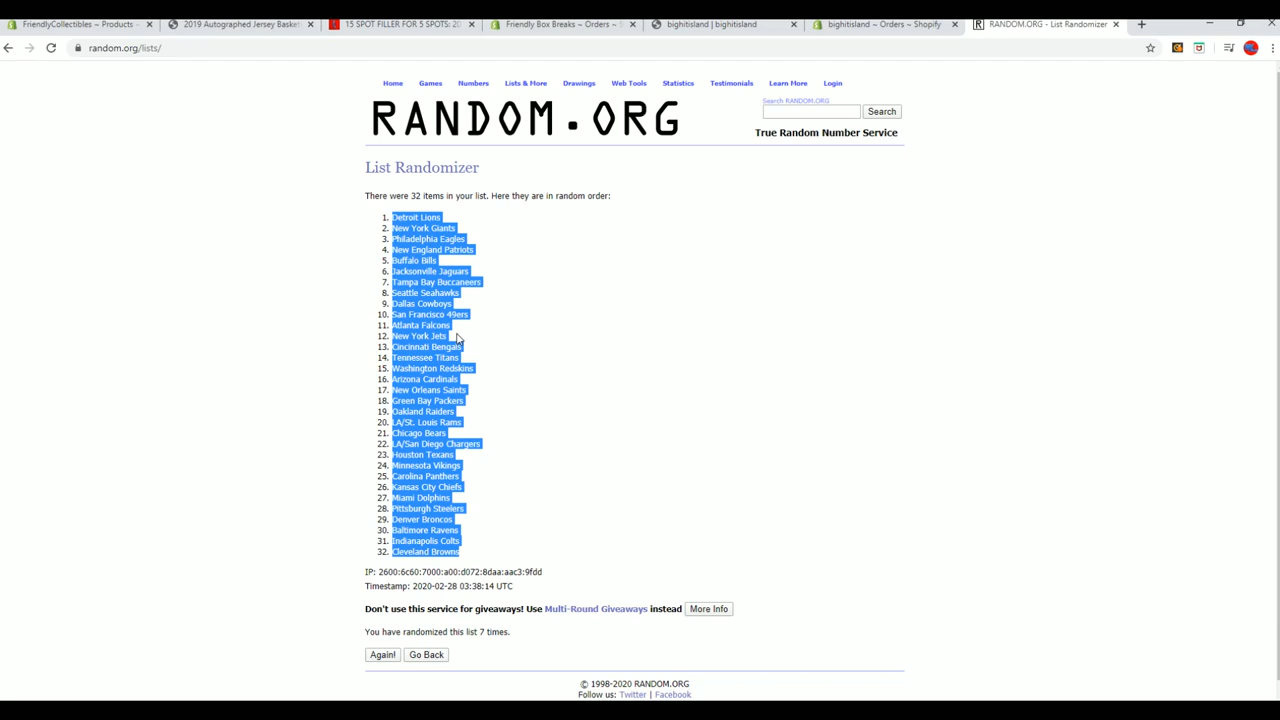 FriendlyCollectibles ~ Products ~
2019 Autographed Jersey Basket
15 SPOT FILLER FOR 5 SPOTS: 20
Friendly Box Breaks ~ Orders ~ S
bighitisland | bighitisland
bighitisland ~ Orders ~ Shopify
RANDOM.ORG - List Randomizer
random.org/lists/
Home Games Numbers Lists & More Drawings Web Tools Statistics Testimonials Learn More Login
RANDOM.ORG
Search RANDOM.ORG
Search
True Random Number Service
List Randomizer
There were 32 items in your list. Here they are in random order:
1. Detroit Lions
2. New York Giants
3. Philadelphia Eagles
4. New England Patriots
5. Buffalo Bills
6. Jacksonville Jaguars
7. Tampa Bay Buccaneers
8. Seattle Seahawks
9. Dallas Cowboys
10. San Francisco 49ers
11. Atlanta Falcons
12. New York Jets
13. Cincinnati Bengals
14. Tennessee Titans
15. Washington Redskins
16. Arizona Cardinals
17. New Orleans Saints
18. Green Bay Packers
19. Oakland Raiders
20. LA/St. Louis Rams
21. Chicago Bears
22. LA/San Diego Chargers
23. Houston Texans
24. Minnesota Vikings
25. Carolina Panthers
26. Kansas City Chiefs
27. Miami Dolphins
28. Pittsburgh Steelers
29. Denver Broncos
30. Baltimore Ravens
31. Indianapolis Colts
32. Cleveland Browns
IP: 2600:6c60:7000:a00:d072:8daa:aac3:9fdd
Timestamp: 2020-02-28 03:38:14 UTC
Don't use this service for giveaways! Use Multi-Round Giveaways instead More Info
You have randomized this list 7 times.
Again! Go Back
© 1998-2020 RANDOM.ORG
Follow us: Twitter | Facebook